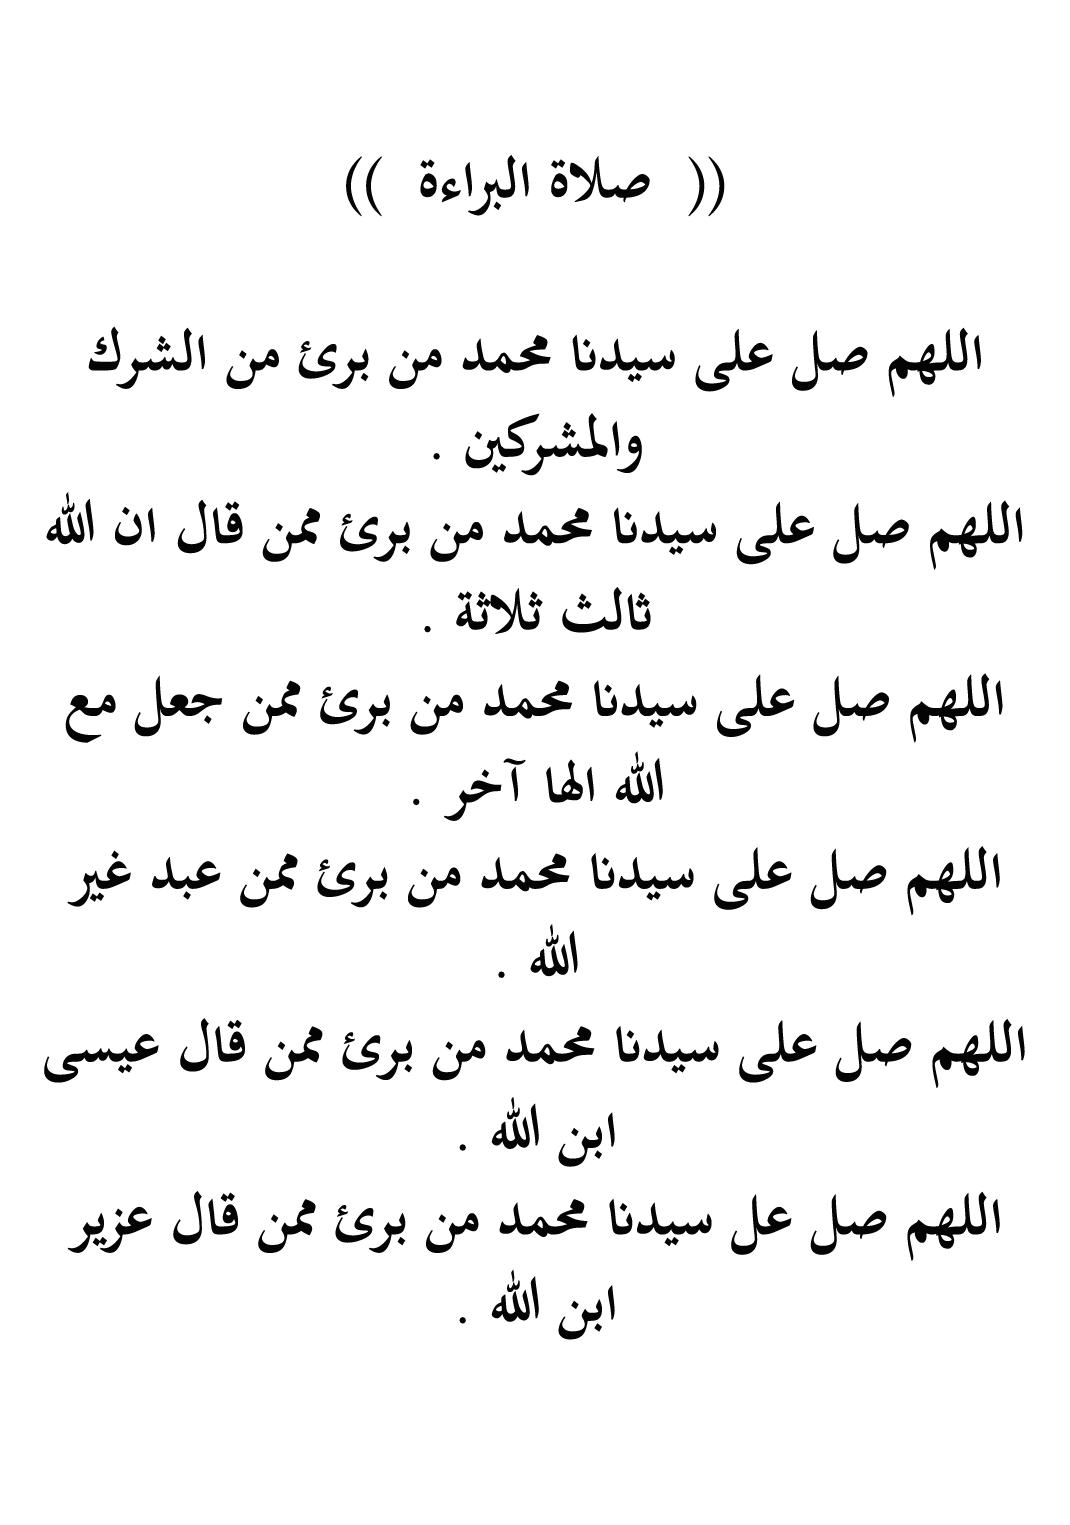 (( صلاة البراءة ))
اللهم صل على سيدنا محمد من برئ من الشرك
والمشركين .
اللهم صل على سيدنا محمد من برئ ممن قال ان الله
ثالث ثلاثة .
اللهم صل على سيدنا محمد من برئ ممن جعل مع
الله الها آخر .
اللهم صل على سيدنا محمد من برئ ممن عبد غير
الله .
اللهم صل على سيدنا محمد من برئ ممن قال عيسى
ابن الله .
اللهم صل عل سيدنا محمد من برئ ممن قال عزير
ابن الله .